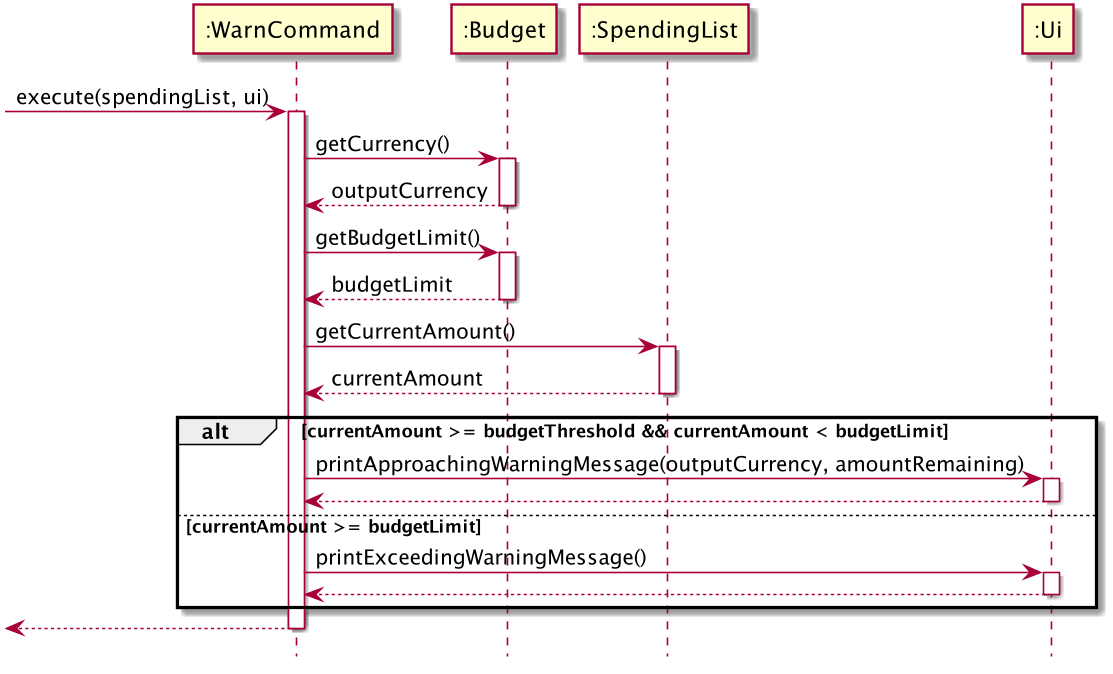 :WarnCommand :Budget :SpendingList :Ui
execute(spendingList, ui)
getCurrency()
outputCurrency
getBudgetLimit()
budgetLimit
getCurrentAmount()
currentAmount
alt [currentAmount >= budgetThreshold && currentAmount < budgetLimit]
printApproachingWarningMessage(outputCurrency, amountRemaining)
[currentAmount >= budgetLimit]
printExceedingWarningMessage()